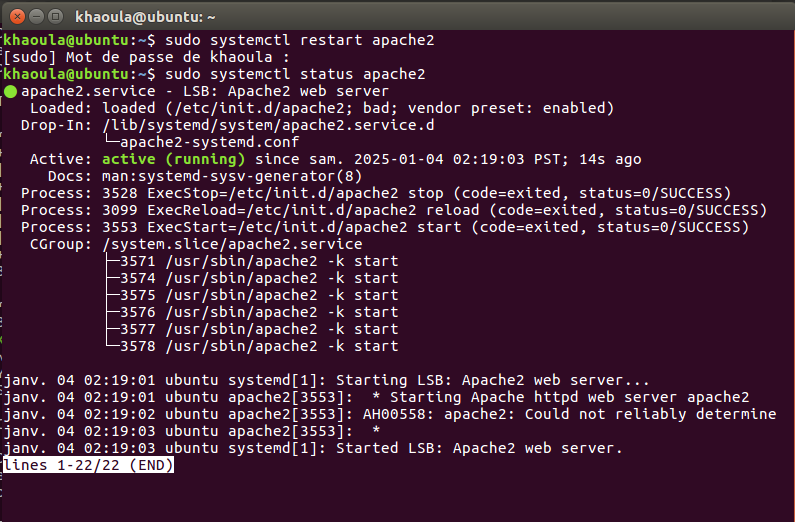 khaoula@ubuntu: ~
khaoula@ubuntu:~$ sudo systemctl restart apache2
[sudo] Mot de passe de khaoula :
khaoula@ubuntu:~$ sudo systemctl status apache2
● apache2.service - LSB: Apache2 web server
   Loaded: loaded (/etc/init.d/apache2; bad; vendor preset: enabled)
  Drop-In: /lib/systemd/system/apache2.service.d
           └─apache2-systemd.conf
   Active: active (running) since sam. 2025-01-04 02:19:03 PST; 14s ago
     Docs: man:systemd-sysv-generator(8)
  Process: 3528 ExecStop=/etc/init.d/apache2 stop (code=exited, status=0/SUCCESS)
  Process: 3099 ExecReload=/etc/init.d/apache2 reload (code=exited, status=0/SUCCESS)
  Process: 3553 ExecStart=/etc/init.d/apache2 start (code=exited, status=0/SUCCESS)
   CGroup: /system.slice/apache2.service
           ├─3571 /usr/sbin/apache2 -k start
           ├─3574 /usr/sbin/apache2 -k start
           ├─3575 /usr/sbin/apache2 -k start
           ├─3576 /usr/sbin/apache2 -k start
           ├─3577 /usr/sbin/apache2 -k start
           └─3578 /usr/sbin/apache2 -k start
janv. 04 02:19:01 ubuntu systemd[1]: Starting LSB: Apache2 web server...
janv. 04 02:19:01 ubuntu apache2[3553]:  * Starting Apache httpd web server apache2
janv. 04 02:19:02 ubuntu apache2[3553]: AH00558: apache2: Could not reliably determine
janv. 04 02:19:03 ubuntu apache2[3553]:  *
janv. 04 02:19:03 ubuntu systemd[1]: Started LSB: Apache2 web server.
lines 1-22/22 (END)